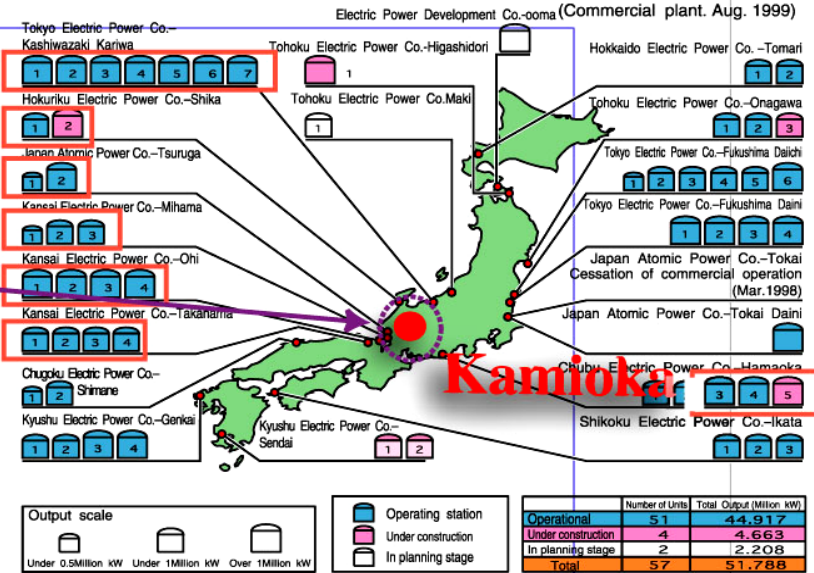 Electric Power Development Co.-ooma
(Commercial plant. Aug. 1999)
Tokyo Electric Power Co.–
Kashiwazaki Kariwa
1 2 3 4 5 6 7
Tohoku Electric Power Co.-Higashidori
1
Hokkaido Electric Power Co. –Tomari
1 2
Hokuriku Electric Power Co.–Shika
1 2
Tohoku Electric Power Co.Maki
1
Tohoku Electric Power Co.–Onagawa
1 2 3
Japan Atomic Power Co.–Tsuruga
1 2
Tokyo Electric Power Co.–Fukushima Daiichi
1 2 3 4 5 6
Kansai Electric Power Co.–Mihama
1 2 3
Tokyo Electric Power Co.–Fukushima Daini
1 2 3 4
Kansai Electric Power Co.–Ohi
1 2 3 4
Japan Atomic Power Co.–Tokai
Cessation of commercial operation
(Mar.1998)
Kansai Electric Power Co.–Takahama
1 2 3 4
Japan Atomic Power Co.–Tokai Daini
Kamioka
Chubu Electric Power Co.–Hamaoka
3 4 5
Chugoku Electric Power Co.–
Shimane
1 2
Kyushu Electric Power Co.–Genkai
1 2 3 4
Kyushu Electric Power Co.–
Sendai
1 2
Shikoku Electric Power Co.–Ikata
1 2 3
Output scale
Under 0.5Million kW Under 1Million kW Over 1Million kW
Operating station
Under construction
In planning stage
Number of Units Total Output (Million kW)
Operational 51 44.917
Under construction 4 4.663
In planning stage 2 2.208
Total 57 51.788